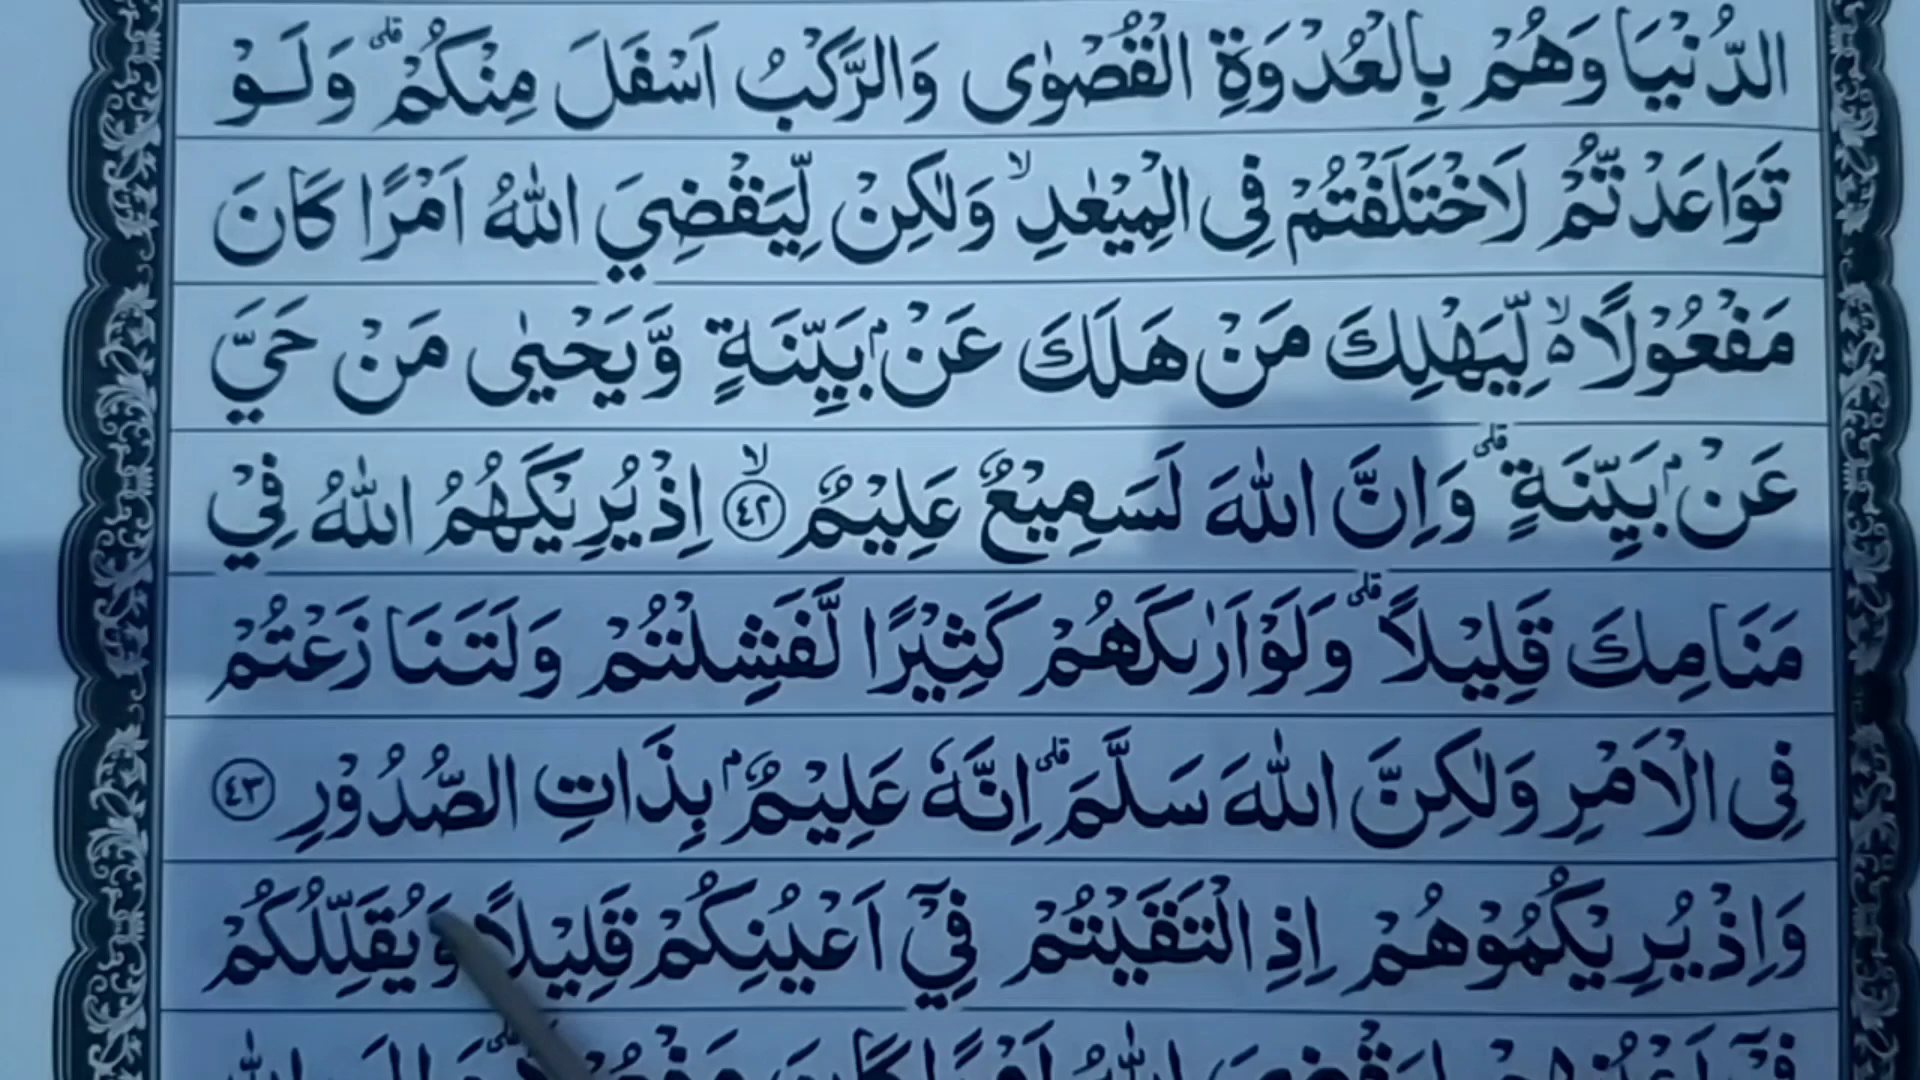 الدُّنْيَا وَهُمْ بِالْعُدْوَةِ الْقُصْوٰى وَالرَّكْبُ اَسْفَلَ مِنْكُمْ ۗوَلَوْ
تَوَاعَدْتُّمْ لَاخْتَلَفْتُمْ فِى الْمِيْعٰدِۙ وَلٰكِنْ لِّيَقْضِيَ اللّٰهُ اَمْرًا كَانَ
مَفْعُوْلًا ەۙ لِّيَهْلِكَ مَنْ هَلَكَ عَنْۢ بَيِّنَةٍ وَّيَحْيٰى مَنْ حَيَّ
عَنْۢ بَيِّنَةٍۗ وَاِنَّ اللّٰهَ لَسَمِيْعٌ عَلِيْمٌۙ ٤٢ اِذْ يُرِيْكَهُمُ اللّٰهُ فِيْ
مَنَامِكَ قَلِيْلًاۗ وَلَوْ اَرٰىكَهُمْ كَثِيْرًا لَّفَشِلْتُمْ وَلَتَنَازَعْتُمْ
فِى الْاَمْرِ وَلٰكِنَّ اللّٰهَ سَلَّمَۗ اِنَّهٗ عَلِيْمٌۢ بِذَاتِ الصُّدُوْرِ ٤٣
وَاِذْ يُرِيْكُمُوْهُمْ اِذِ الْتَقَيْتُمْ فِيْٓ اَعْيُنِكُمْ قَلِيْلًا وَّيُقَلِّلُكُمْ